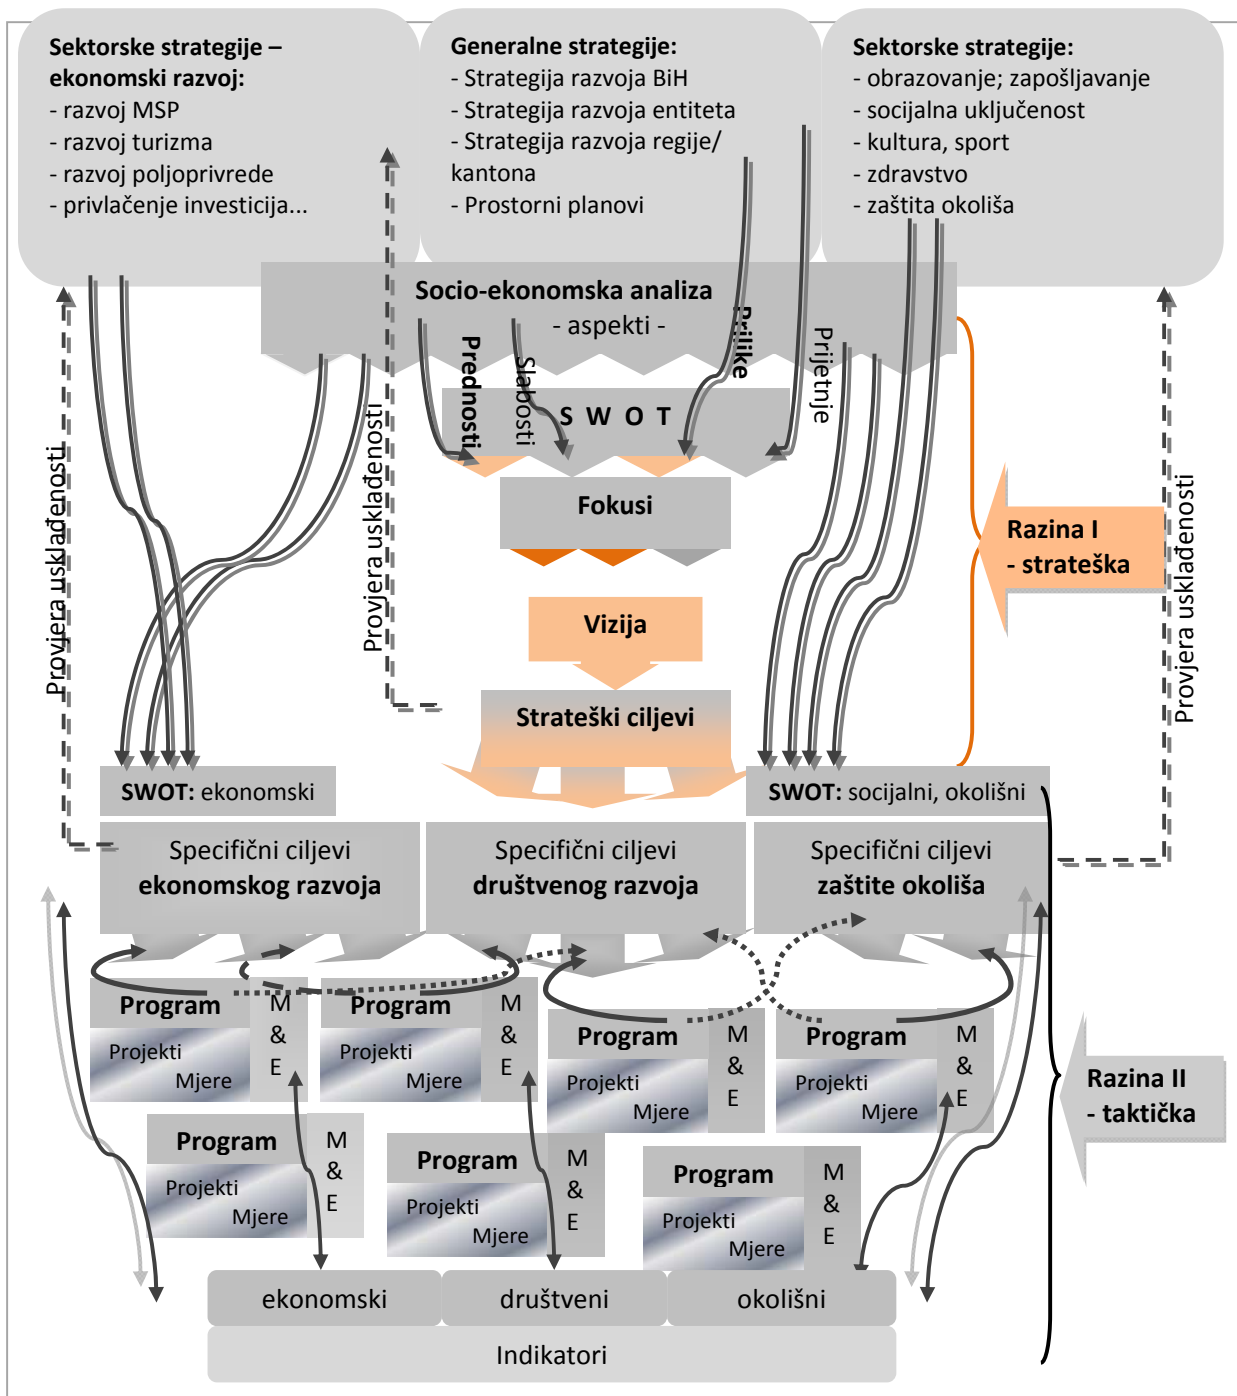 Sektorske strategije –
ekonomski razvoj:
- razvoj MSP
- razvoj turizma
- razvoj poljoprivrede
- privlačenje investicija...
Generalne strategije:
- Strategija razvoja BiH
- Strategija razvoja entiteta
- Strategija razvoja regije/
kantona
- Prostorni planovi
Sektorske strategije:
- obrazovanje; zapošljavanje
- socijalna uključenost
- kultura, sport
- zdravstvo
- zaštita okoliša
Socio-ekonomska analiza
- aspekti -
Prednosti
Slabosti
Prilike
Prijetnje
S W O T
Fokusi
Vizija
Strateški ciljevi
Provjera usklađenosti
Provjera usklađenosti
Provjera usklađenosti
Razina I
- strateška
SWOT: ekonomski
SWOT: socijalni, okolišni
Specifični ciljevi
ekonomskog razvoja
Specifični ciljevi
društvenog razvoja
Specifični ciljevi
zaštite okoliša
Program
Projekti
Mjere
M
&
E
Program
Projekti
Mjere
M
&
E
Program
Projekti
Mjere
M
&
E
Program
Projekti
Mjere
M
&
E
Razina II
- taktička
Program
Projekti
Mjere
M
&
E
Program
Projekti
Mjere
M
&
E
Program
Projekti
Mjere
M
&
E
ekonomski
društveni
okolišni
Indikatori